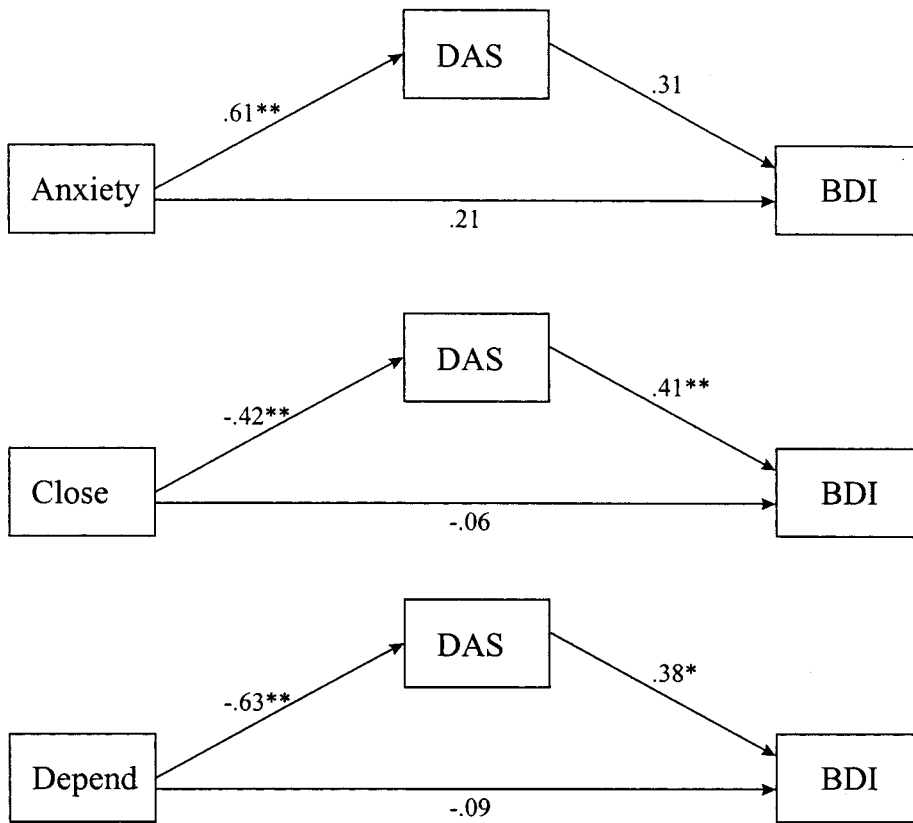 DAS
.61**
.31
Anxiety
BDI
.21
DAS
-.42**
.41**
Close
BDI
-.06
DAS
-.63**
.38*
Depend
BDI
-.09